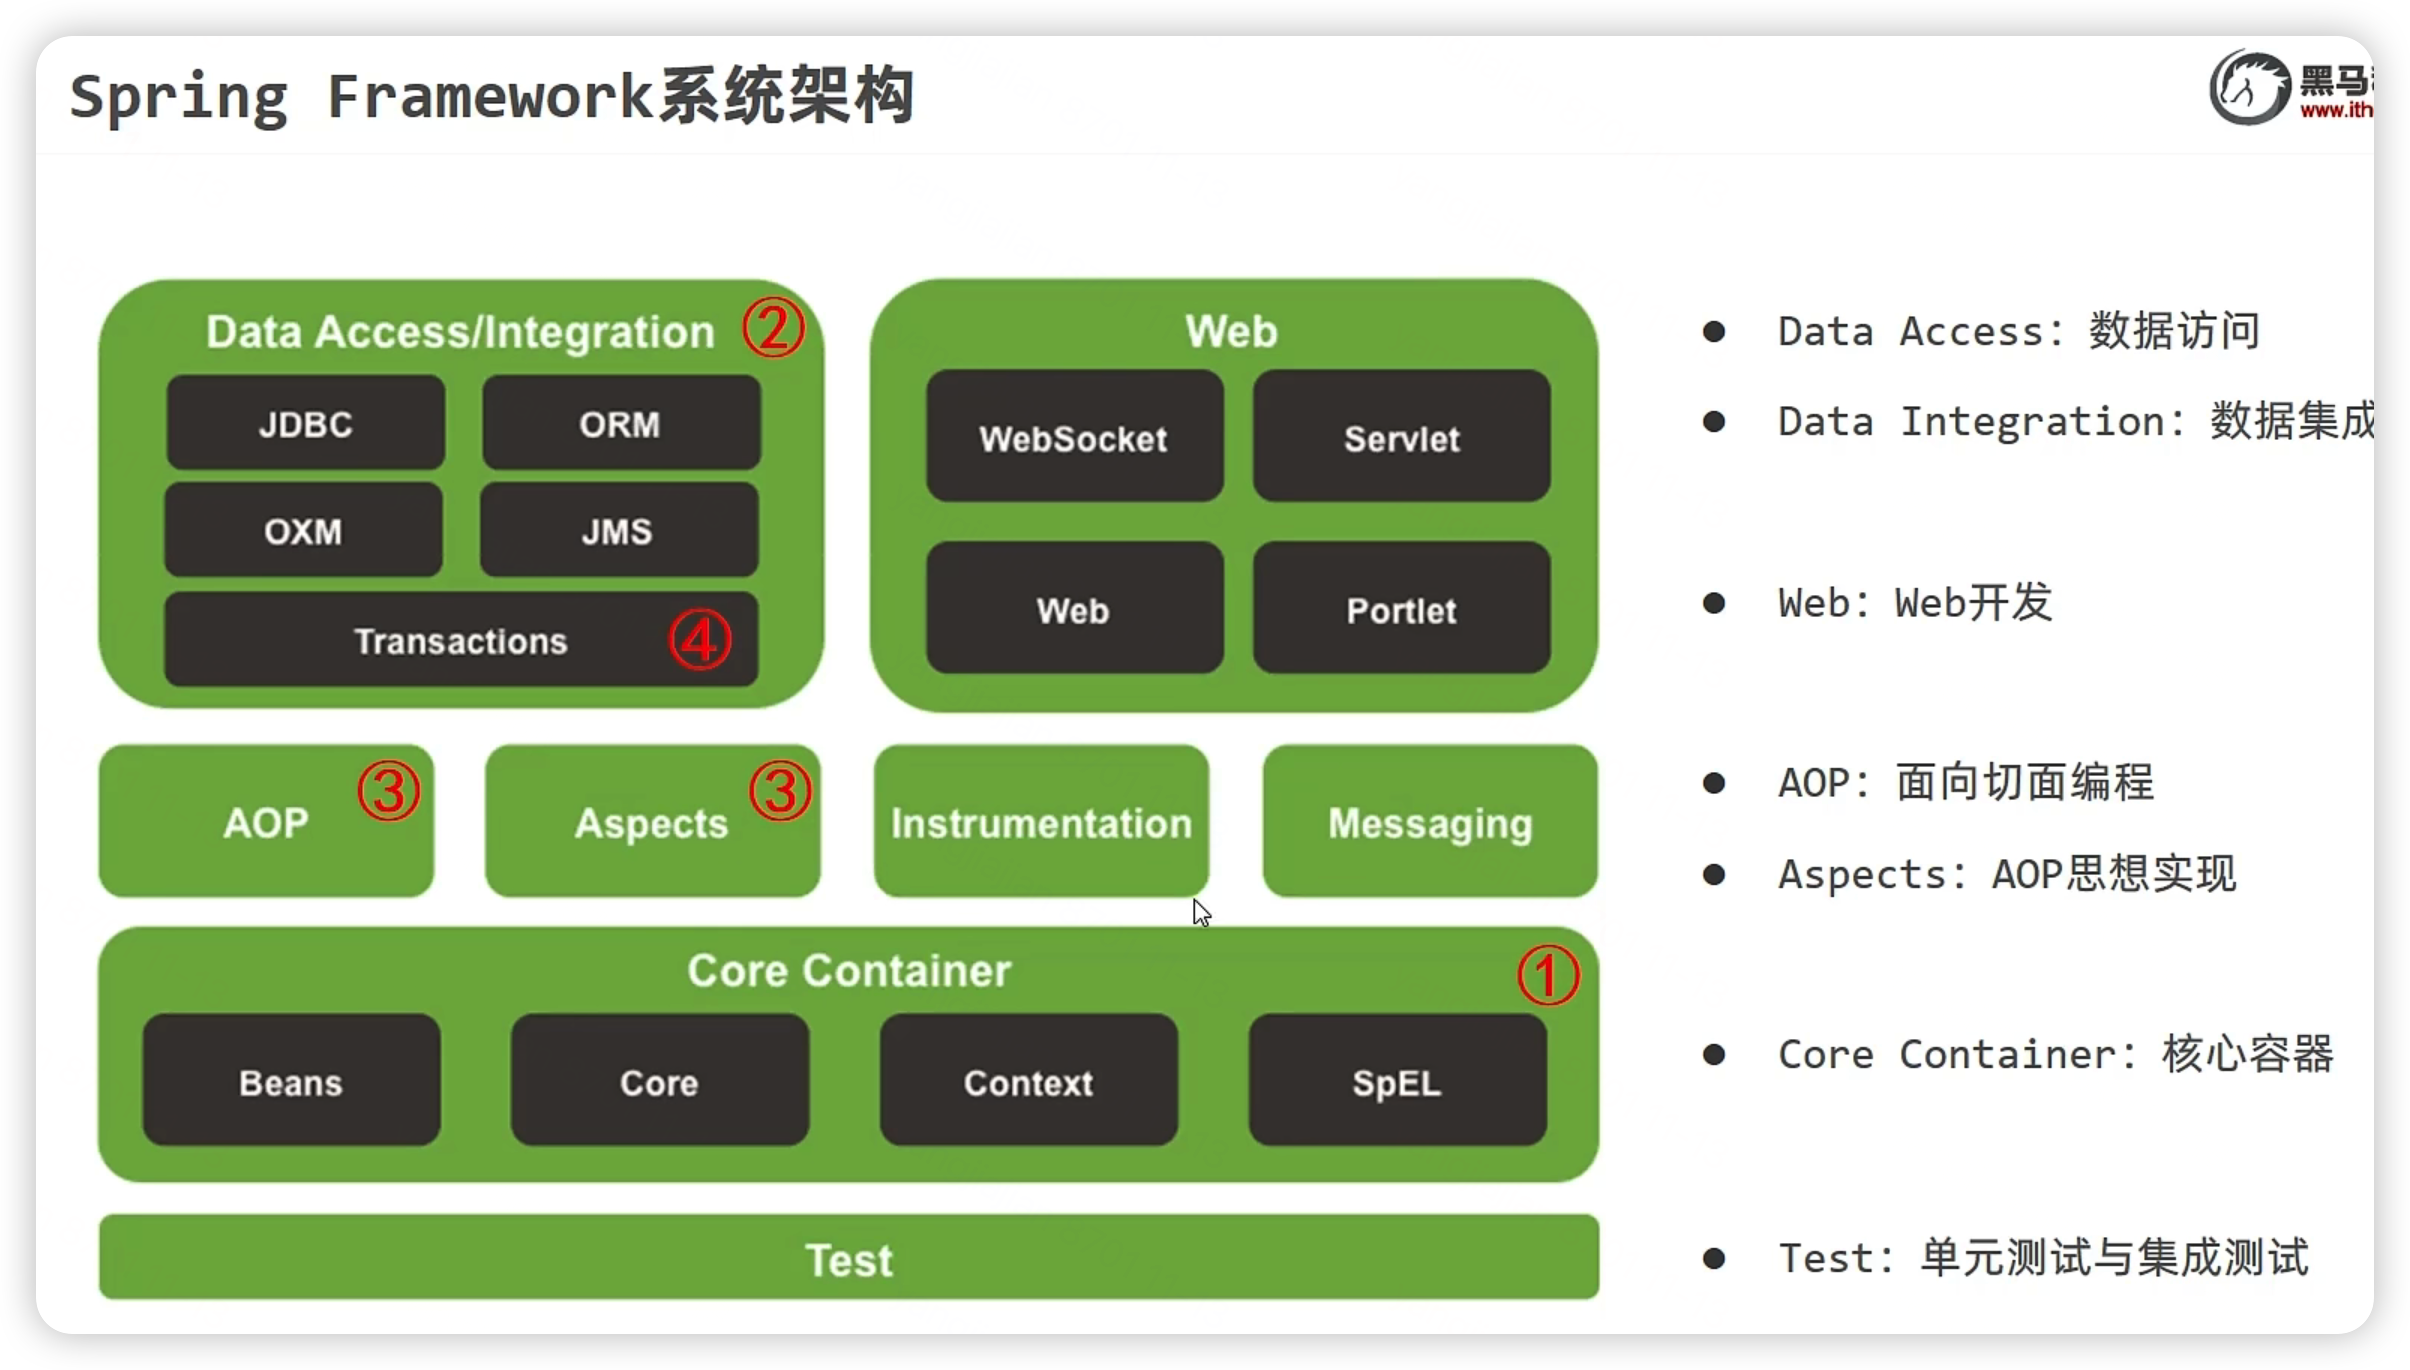 Spring Framework系统架构
黑马
www.ith
Data Access/Integration ②
JDBC
ORM
OXM
JMS
Transactions ④
Web
WebSocket
Servlet
Web
Portlet
AOP ③
Aspects ③
Instrumentation
Messaging
Core Container ①
Beans
Core
Context
SpEL
Test
● Data Access：数据访问
● Data Integration：数据集成
● Web：Web开发
● AOP：面向切面编程
● Aspects：AOP思想实现
● Core Container：核心容器
● Test：单元测试与集成测试